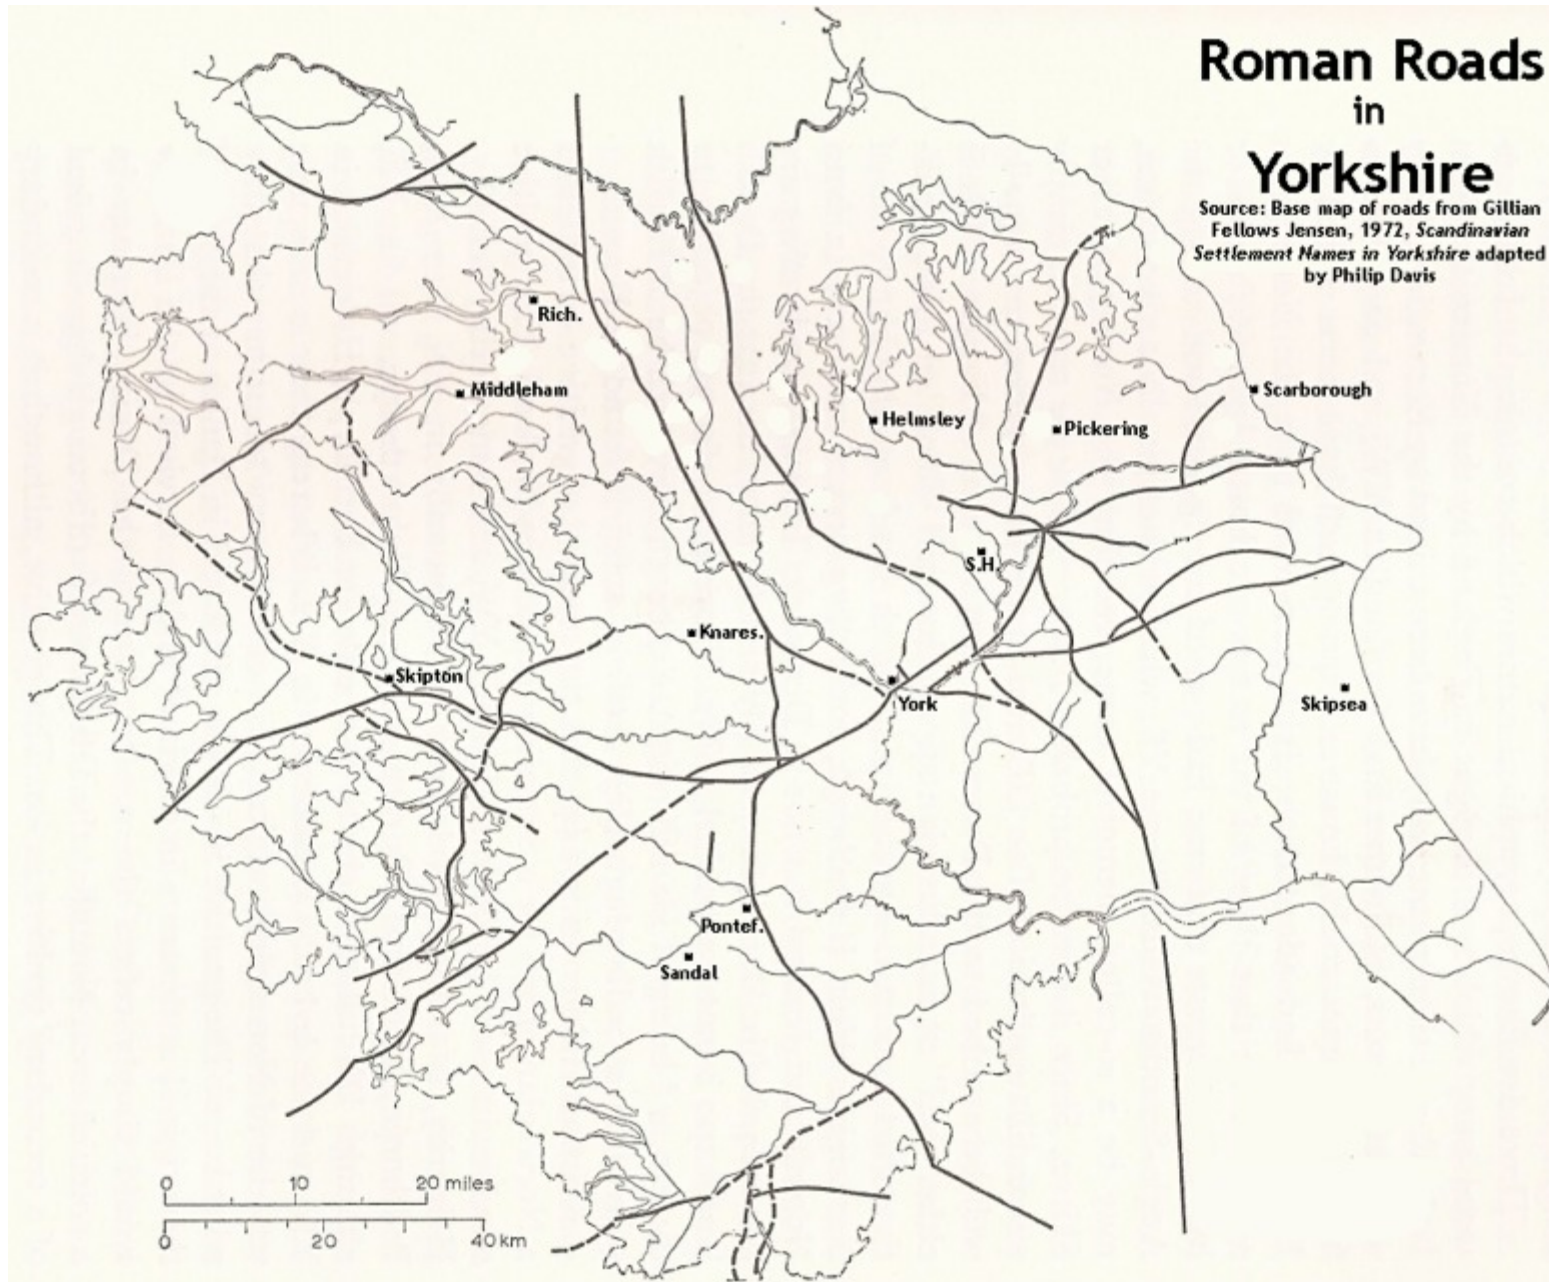 Roman Roads
in
Yorkshire
Source: Base map of roads from Gillian
Fellows Jensen, 1972, Scandinavian
Settlement Names in Yorkshire adapted
by Philip Davis
Rich.
Middleham
Scarborough
Helmsley
Pickering
S.H.
Knares.
Skipton
York
Skipsea
Pontef.
Sandal
0 10 20 miles
0 20 40 km